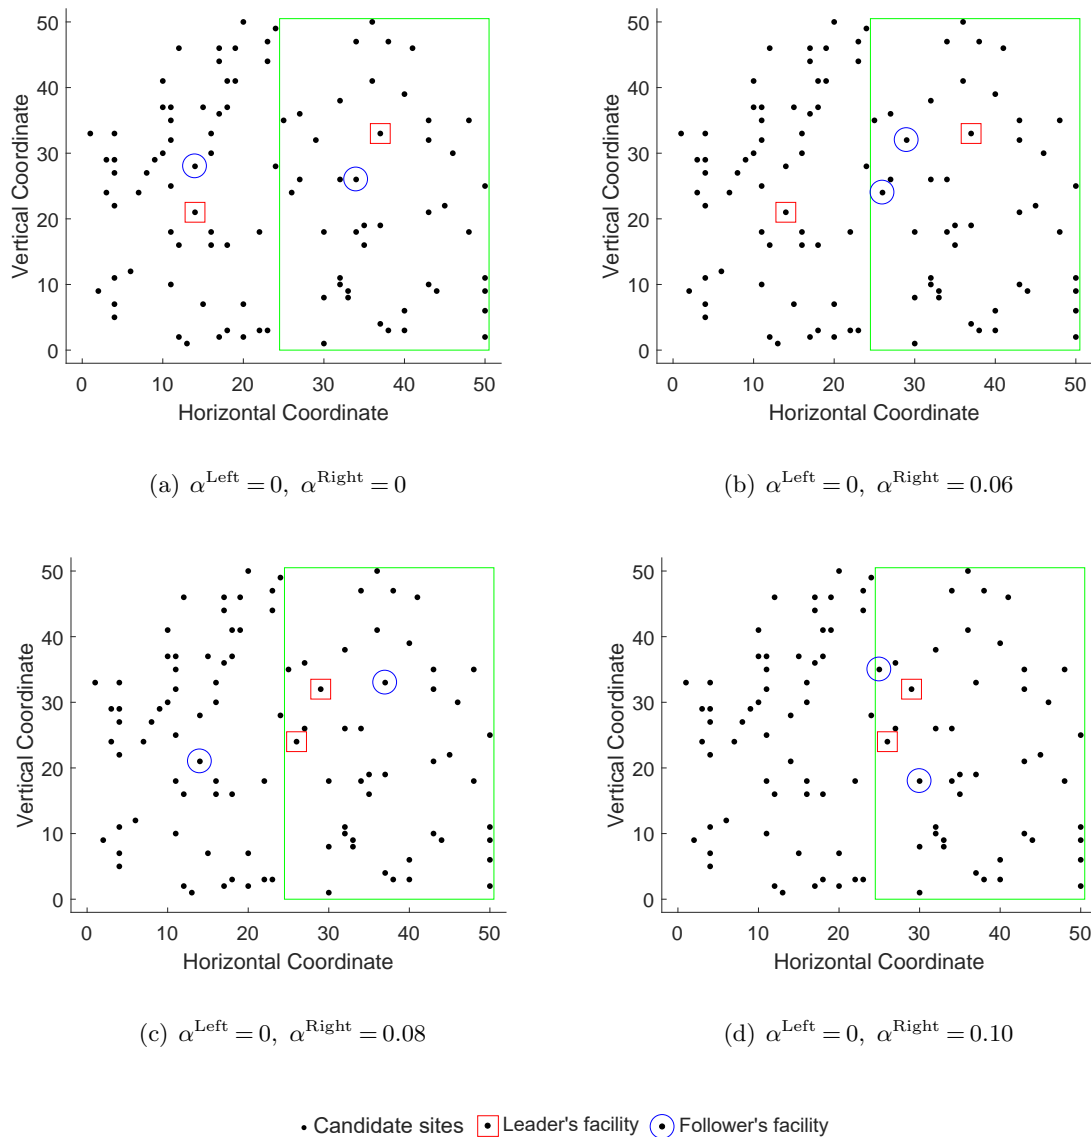 50
40
30
20
10
0
Vertical Coordinate
0 10 20 30 40 50
Horizontal Coordinate
(a) α^Left = 0, α^Right = 0
50
40
30
20
10
0
Vertical Coordinate
0 10 20 30 40 50
Horizontal Coordinate
(b) α^Left = 0, α^Right = 0.06
50
40
30
20
10
0
Vertical Coordinate
0 10 20 30 40 50
Horizontal Coordinate
(c) α^Left = 0, α^Right = 0.08
50
40
30
20
10
0
Vertical Coordinate
0 10 20 30 40 50
Horizontal Coordinate
(d) α^Left = 0, α^Right = 0.10
Candidate sites Leader's facility Follower's facility